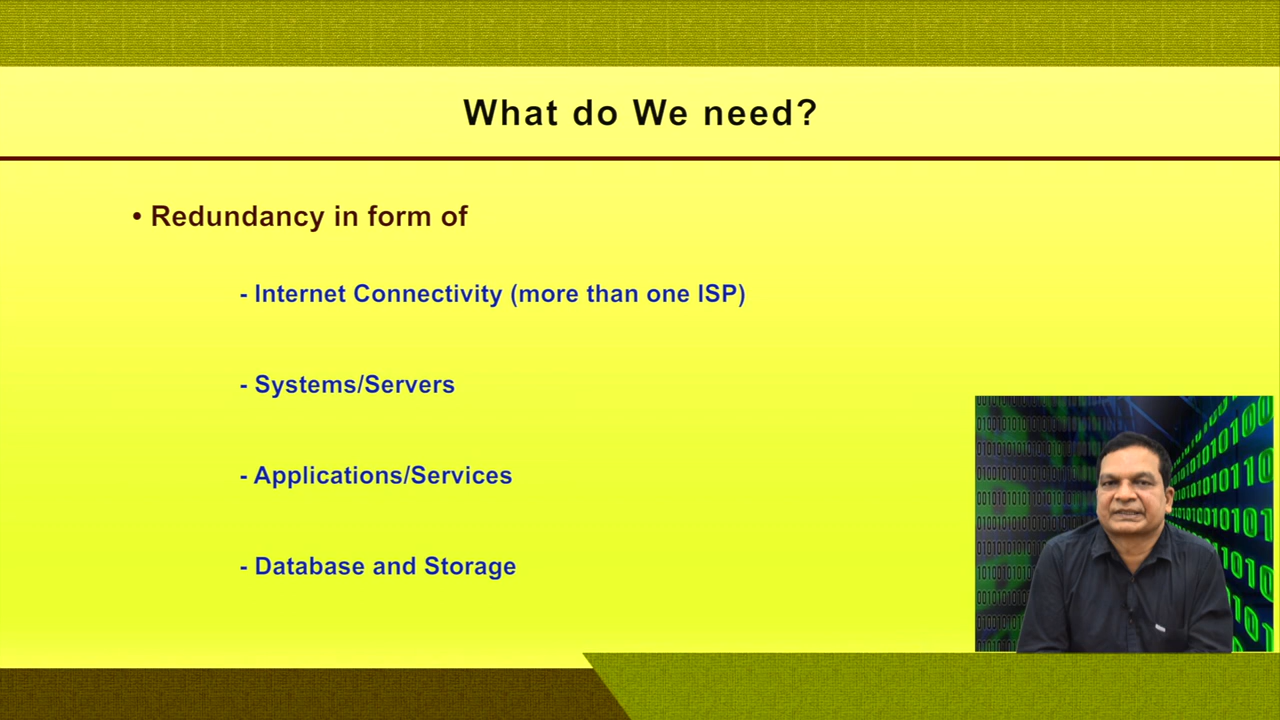 What do We need?
• Redundancy in form of
- Internet Connectivity (more than one ISP)
- Systems/Servers
- Applications/Services
- Database and Storage